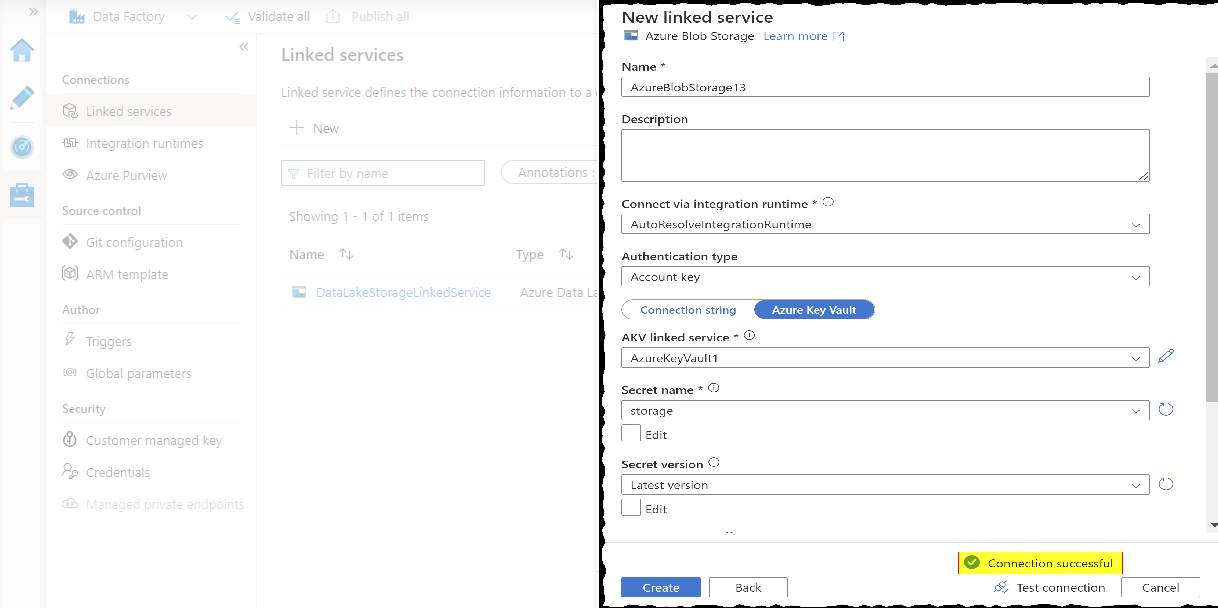 Data Factory
Validate all
Publish all
Connections
Linked services
Integration runtimes
Azure Purview
Source control
Git configuration
ARM template
Author
Triggers
Global parameters
Security
Customer managed key
Credentials
Managed private endpoints
Linked services
Linked service defines the connection information to a
New
Filter by name
Annotations :
Showing 1 - 1 of 1 items
Name
Type
DataLakeStorageLinkedService
Azure Data La
New linked service
Azure Blob Storage Learn more
Name *
AzureBlobStorage13
Description
Connect via integration runtime *
AutoResolveIntegrationRuntime
Authentication type
Account key
Connection string
Azure Key Vault
AKV linked service *
AzureKeyVault1
Secret name *
storage
Edit
Secret version
Latest version
Edit
Connection successful
Create
Back
Test connection
Cancel